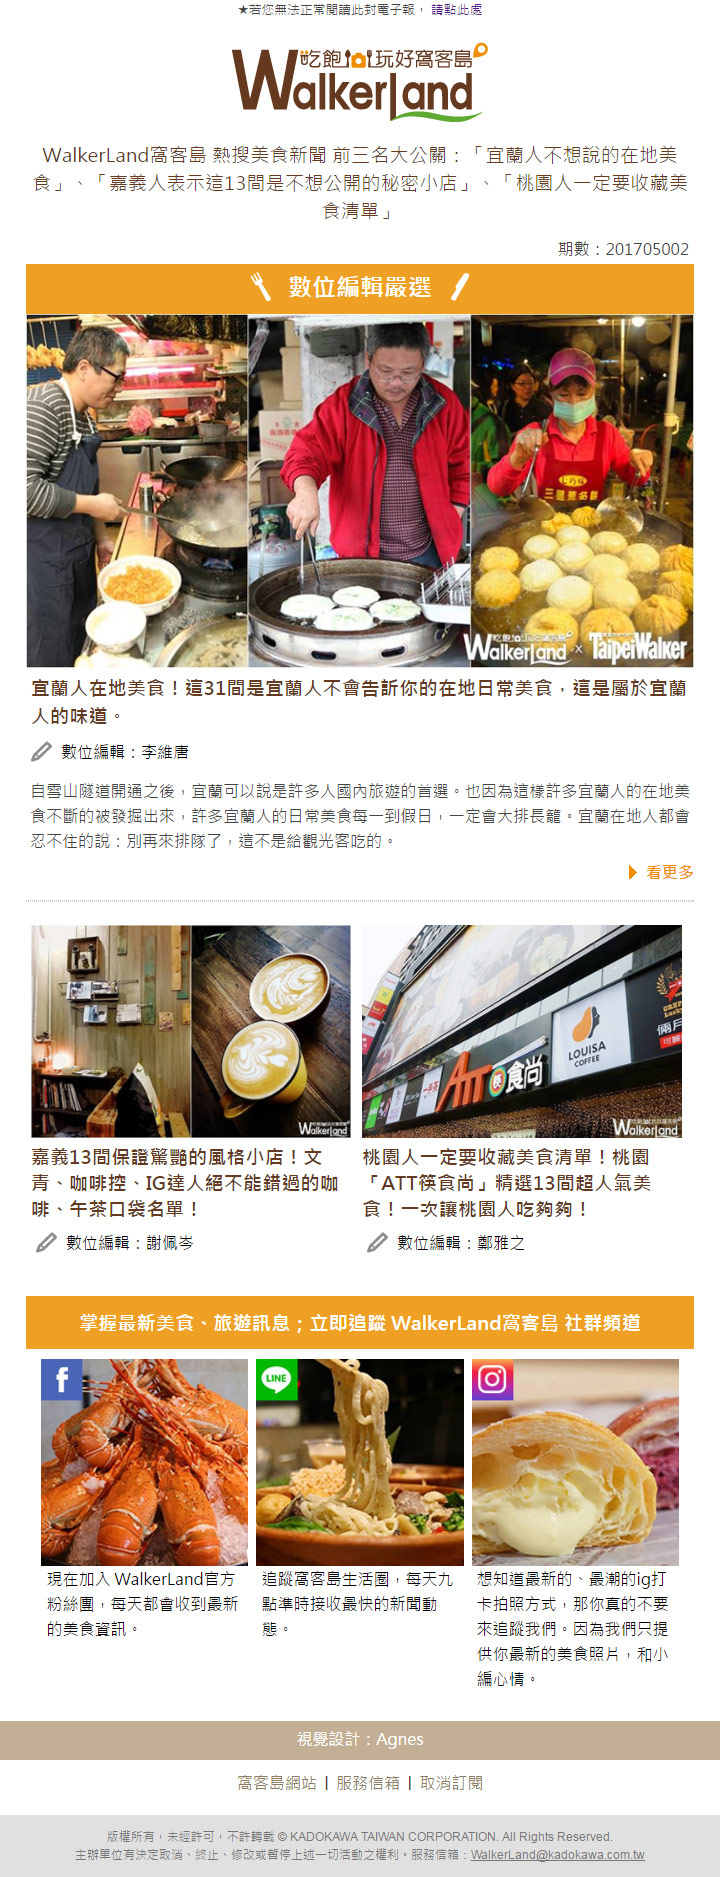 ★若您無法正常閱讀此封電子報， 請點此處
吃飽 玩好窩客島
WalkerLand
WalkerLand窩客島 熱搜美食新聞 前三名大公關：「宜蘭人不想說的在地美
食」、「嘉義人表示這13間是不想公開的秘密小店」、「桃園人一定要收藏美
食清單」
期數：201705002
數位編輯嚴選
三星蔥名餅
吃飽 玩好窩客島
WalkerLand x TaipeiWalker
宜蘭人在地美食！這31間是宜蘭人不會告訴你的在地日常美食，這是屬於宜蘭
人的味道。
數位編輯：李維唐
自雪山隧道開通之後，宜蘭可以說是許多人國內旅遊的首選。也因為這樣許多宜蘭人的在地美
食不斷的被發掘出來，許多宜蘭人的日常美食每一到假日，一定會大排長龍。宜蘭在地人都會
忍不住的說：別再來排隊了，這不是給觀光客吃的。
看更多
WalkerLand
ATT筷食尚
LOUISA
COFFEE
WalkerLand
嘉義13間保證驚艷的風格小店！文
青、咖啡控、IG達人絕不能錯過的咖
啡、午茶口袋名單！
數位編輯：謝佩岑
桃園人一定要收藏美食清單！桃園
「ATT筷食尚」精選13間超人氣美
食！一次讓桃園人吃夠夠！
數位編輯：鄭雅之
掌握最新美食、旅遊訊息；立即追蹤 WalkerLand窩客島 社群頻道
f
LINE
現在加入 WalkerLand官方
粉絲團，每天都會收到最新
的美食資訊。
追蹤窩客島生活圈，每天九
點準時接收最快的新聞動
態。
想知道最新的、最潮的ig打
卡拍照方式，那你真的不要
來追蹤我們。因為我們只提
供你最新的美食照片，和小
編心情。
視覺設計：Agnes
窩客島網站 | 服務信箱 | 取消訂閱
版權所有，未經許可，不許轉載 © KADOKAWA TAIWAN CORPORATION. All Rights Reserved.
主辦單位有決定取消、終止、修改或暫停上述一切活動之權利。服務信箱：WalkerLand@kadokawa.com.tw